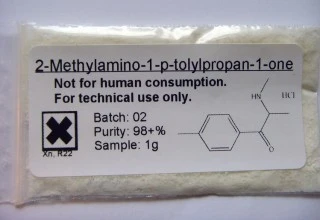 2-Methylamino-1-p-tolylpropan-1-one
Not for human consumption.
For technical use only.
Batch: 02
Purity: 98+%
Sample: 1g
Xn, R22
HN
HCl
O